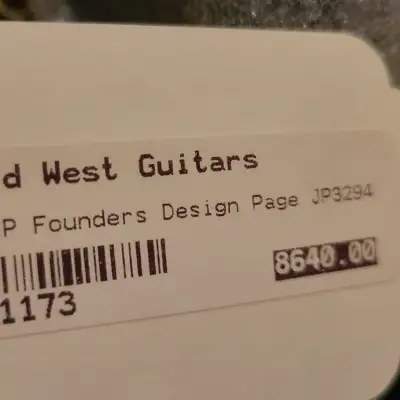 d West Guitars
P Founders Design Page JP3294
8640.00
1173